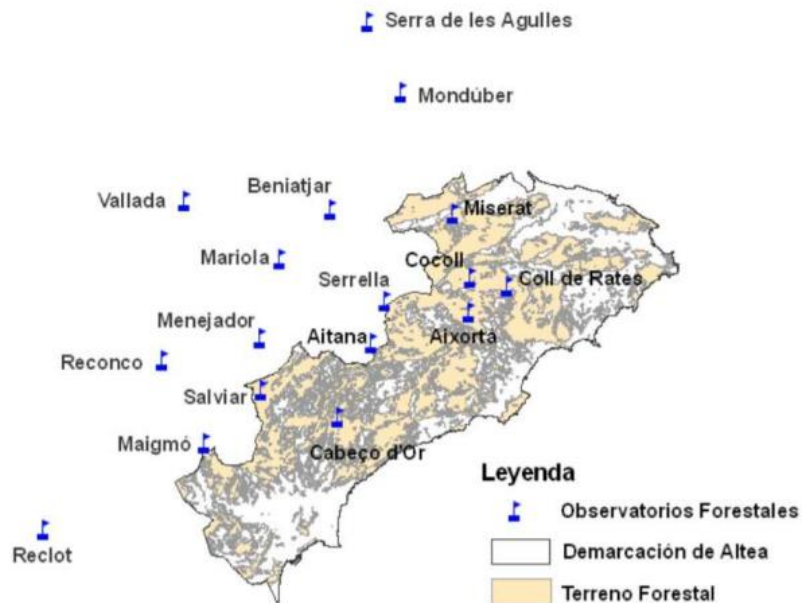 Serra de les Agulles
Mondúber
Beniatjar
Vallada
Miserat
Mariola
Cocoll
Serrella
Coll de Rates
Menejador
Aitana
Aixortà
Reconco
Salviar
Maigmó
Cabeço d'Or
Leyenda
Observatorios Forestales
Reclot
Demarcación de Altea
Terreno Forestal